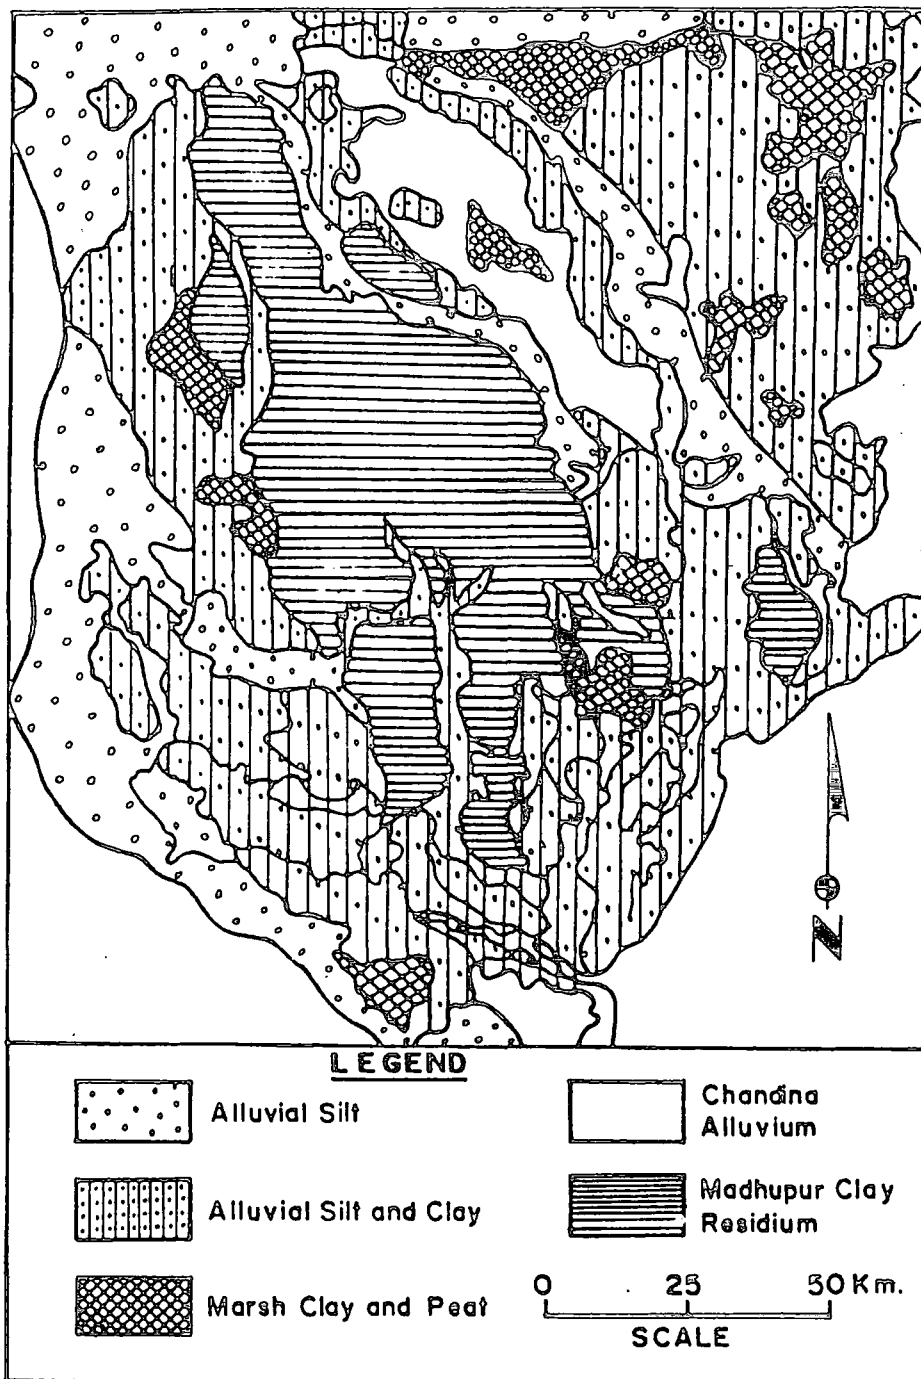 N
LEGEND
Alluvial Silt
Alluvial Silt and Clay
Marsh Clay and Peat
Chandina
Alluvium
Madhupur Clay
Residium
0 25 50 Km.
SCALE